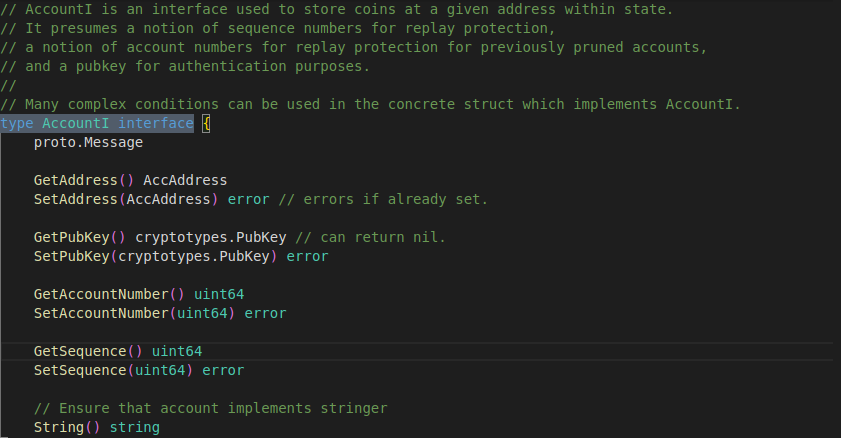 // AccountI is an interface used to store coins at a given address within state.
// It presumes a notion of sequence numbers for replay protection,
// a notion of account numbers for replay protection for previously pruned accounts,
// and a pubkey for authentication purposes.
//
// Many complex conditions can be used in the concrete struct which implements AccountI.
type AccountI interface {
    proto.Message

    GetAddress() AccAddress
    SetAddress(AccAddress) error // errors if already set.

    GetPubKey() cryptotypes.PubKey // can return nil.
    SetPubKey(cryptotypes.PubKey) error

    GetAccountNumber() uint64
    SetAccountNumber(uint64) error

    GetSequence() uint64
    SetSequence(uint64) error

    // Ensure that account implements stringer
    String() string